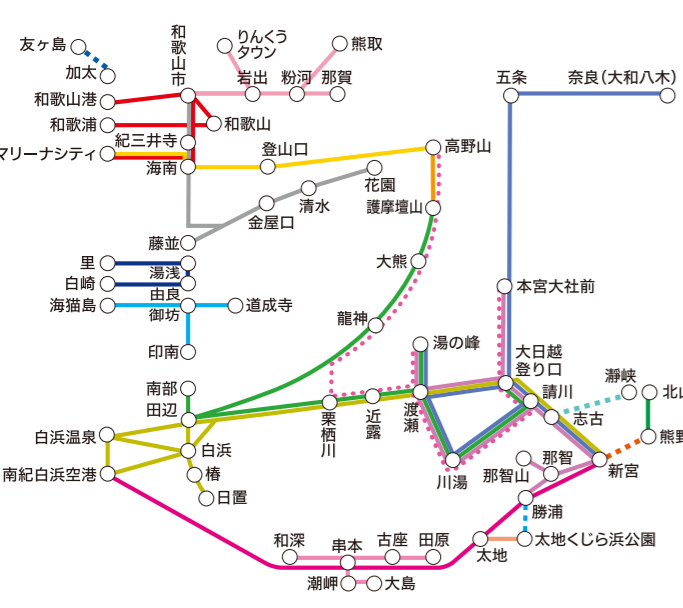 友ヶ島
加太
和歌山市
りんくう
タウン
熊取
岩出
粉河
那賀
五条
奈良(大和八木)
和歌山港
和歌浦
和歌山
紀三井寺
マリーナシティ
海南
登山口
高野山
花園
清水
金屋口
護摩壇山
藤並
大熊
里
湯浅
白崎
由良
海猫島
御坊
道成寺
本宮大社前
龍神
印南
湯の峰
大日越
登り口
南部
田辺
栗栖川
近露
渡瀬
請川
瀞峡
北山
志古
白浜温泉
白浜
南紀白浜空港
椿
川湯
那智
那智山
新宮
熊野
日置
勝浦
太地
太地くじら浜公園
和深
串本
古座
田原
潮岬
大島